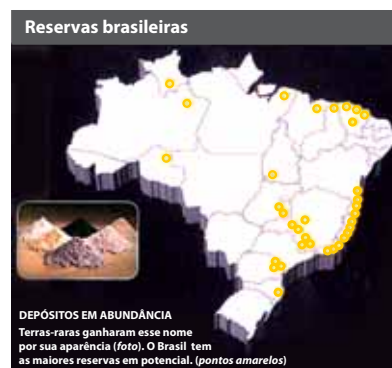 Reservas brasileiras
DEPÓSITOS EM ABUNDÂNCIA
Terras-raras ganharam esse nome
por sua aparência (foto). O Brasil tem
as maiores reservas em potencial. (pontos amarelos)